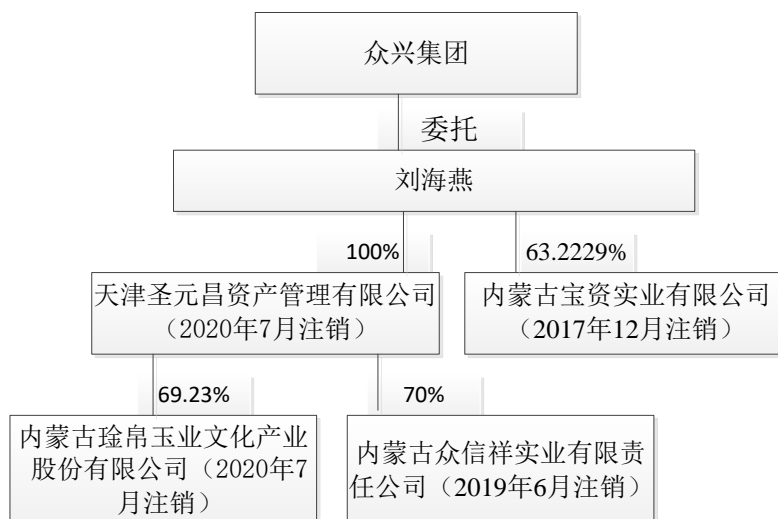 众兴集团
委托
刘海燕
100%
63.2229%
天津圣元昌资产管理有限公司
（2020年7月注销）
内蒙古宝资实业有限公司
（2017年12月注销）
69.23%
70%
内蒙古琻帛玉业文化产业
股份有限公司（2020年7
月注销）
内蒙古众信祥实业有限责
任公司（2019年6月注销）